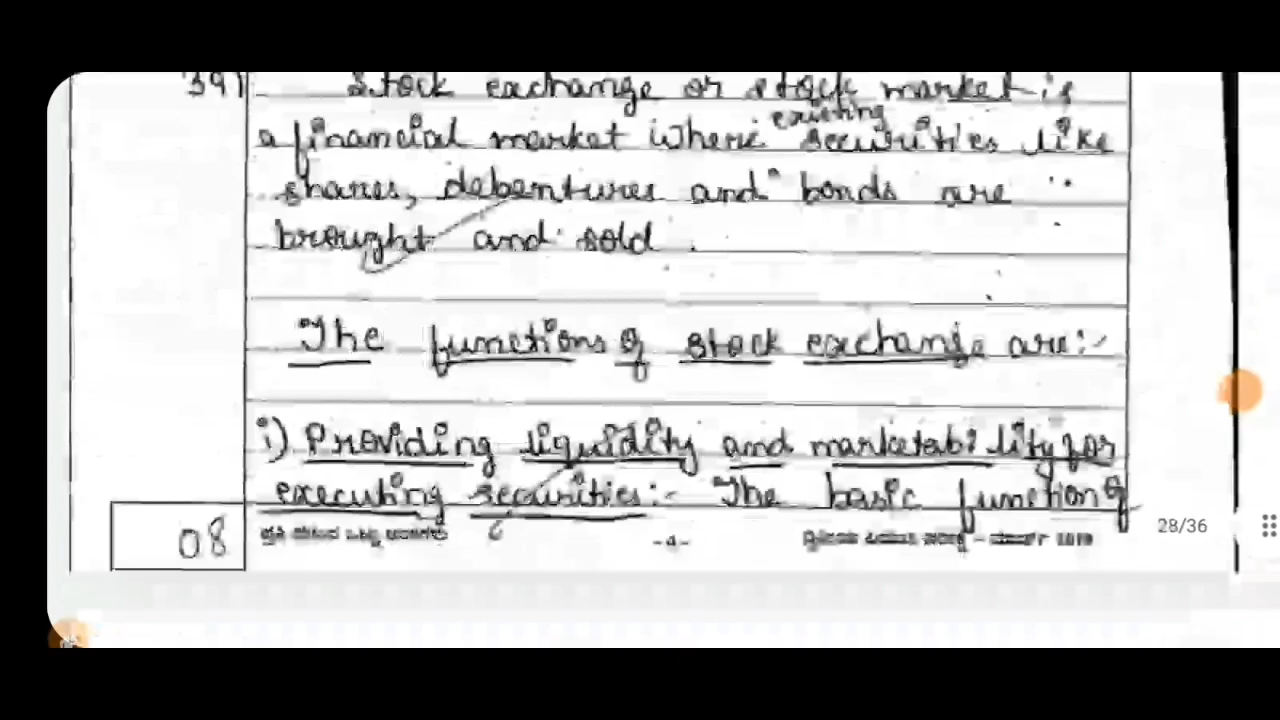 39) Stock exchange or stock market is
existing
a financial market where securities like
shares, debentures and bonds are
brought and sold.
The functions of stock exchange are:-
i) Providing liquidity and marketability for
executing securities:- The basic function of
08
-4-
28/36